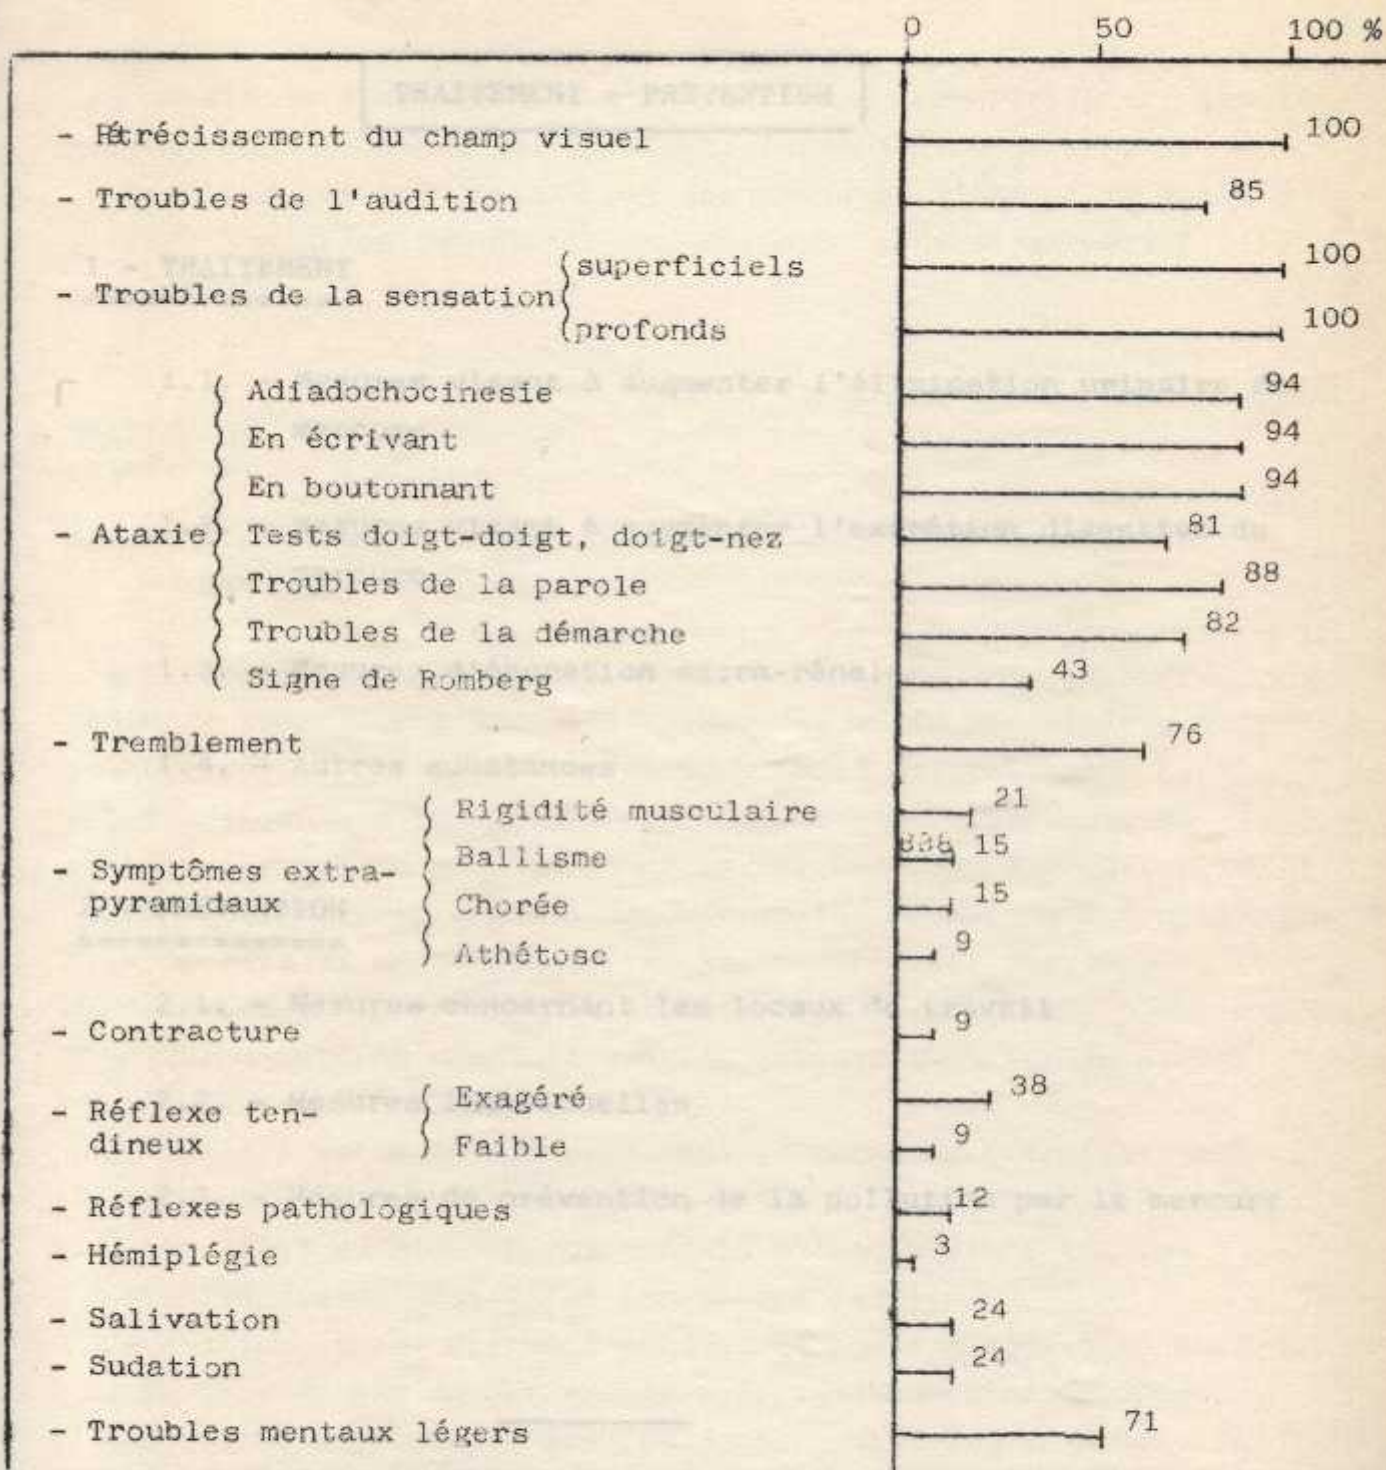 0 50 100 %
- Rétrécissement du champ visuel 100
- Troubles de l'audition 85
superficiels 100
- Troubles de la sensation
profonds 100
Adiadochocinesie 94
En écrivant 94
En boutonnant 94
- Ataxie Tests doigt-doigt, doigt-nez 81
Troubles de la parole 88
Troubles de la démarche 82
Signe de Romberg 43
- Tremblement 76
Rigidité musculaire 21
Ballisme 15
- Symptômes extra-
pyramidaux Chorée 15
Athétose 9
- Contracture 9
Exagéré 38
- Réflexe ten-
dineux Faible 9
- Réflexes pathologiques 12
- Hémiplégie 3
- Salivation 24
- Sudation 24
- Troubles mentaux légers 71